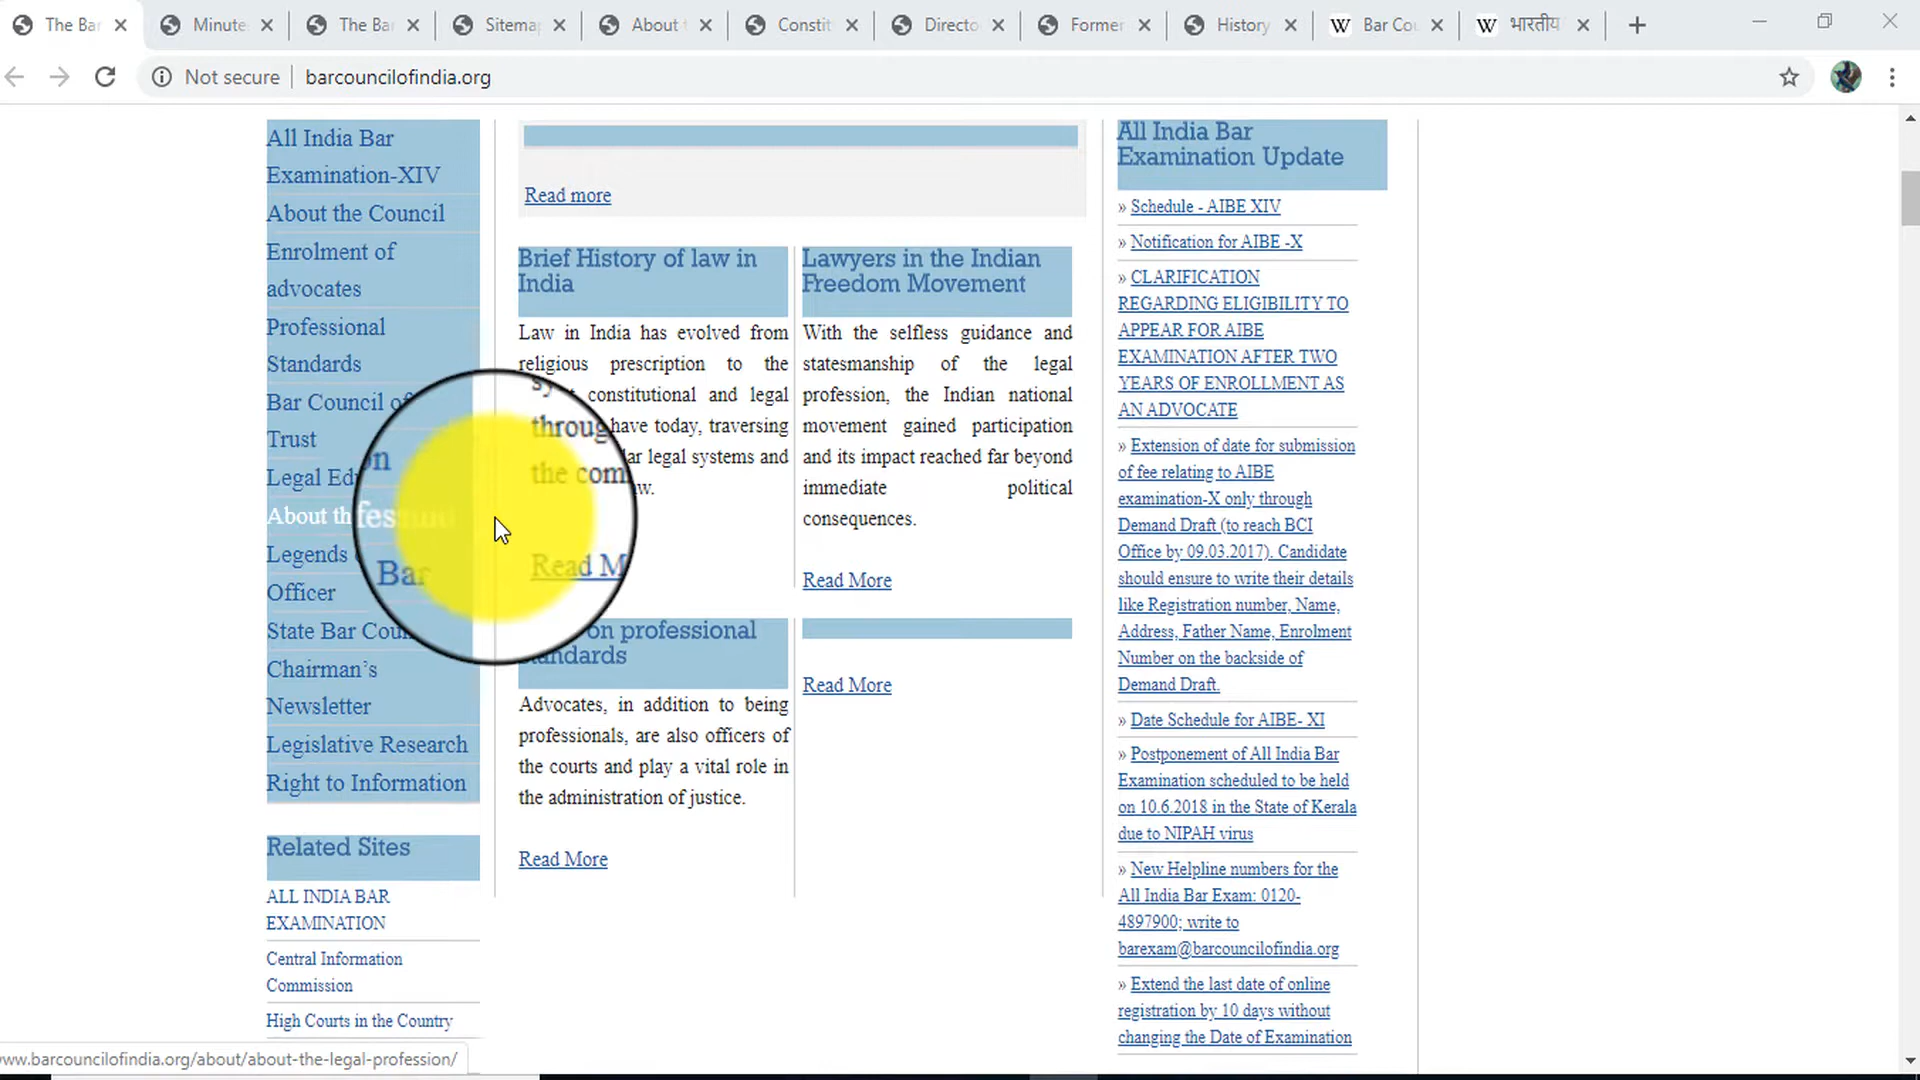 The Bar
Minute
The Bar
Sitemap
About t
Constit
Directo
Former
History
W Bar Cou
W भारतीय
Not secure
barcouncilofindia.org
All India Bar
Examination-XIV
About the Council
Enrolment of
advocates
Professional
Standards
Bar Council of
Trust
Legal Ed
About th
Legends
Officer
State Bar Coun
Chairman's
Newsletter
Legislative Research
Right to Information
Related Sites
ALL INDIA BAR
EXAMINATION
Central Information
Commission
High Courts in the Country
on
fes
Bar
throug
the com
Read M
Read more
Brief History of law in
India
Law in India has evolved from
religious prescription to the
constitutional and legal
have today, traversing
lar legal systems and
w.
Lawyers in the Indian
Freedom Movement
With the selfless guidance and
statesmanship of the legal
profession, the Indian national
movement gained participation
and its impact reached far beyond
immediate political
consequences.
Read More
on professional
standards
Advocates, in addition to being
professionals, are also officers of
the courts and play a vital role in
the administration of justice.
Read More
Read More
All India Bar
Examination Update
» Schedule - AIBE XIV
» Notification for AIBE -X
» CLARIFICATION
REGARDING ELIGIBILITY TO
APPEAR FOR AIBE
EXAMINATION AFTER TWO
YEARS OF ENROLLMENT AS
AN ADVOCATE
» Extension of date for submission
of fee relating to AIBE
examination-X only through
Demand Draft (to reach BCI
Office by 09.03.2017). Candidate
should ensure to write their details
like Registration number, Name,
Address, Father Name, Enrolment
Number on the backside of
Demand Draft.
» Date Schedule for AIBE- XI
» Postponement of All India Bar
Examination scheduled to be held
on 10.6.2018 in the State of Kerala
due to NIPAH virus
» New Helpline numbers for the
All India Bar Exam: 0120-
4897900; write to
barexam@barcouncilofindia.org
» Extend the last date of online
registration by 10 days without
changing the Date of Examination
www.barcouncilofindia.org/about/about-the-legal-profession/